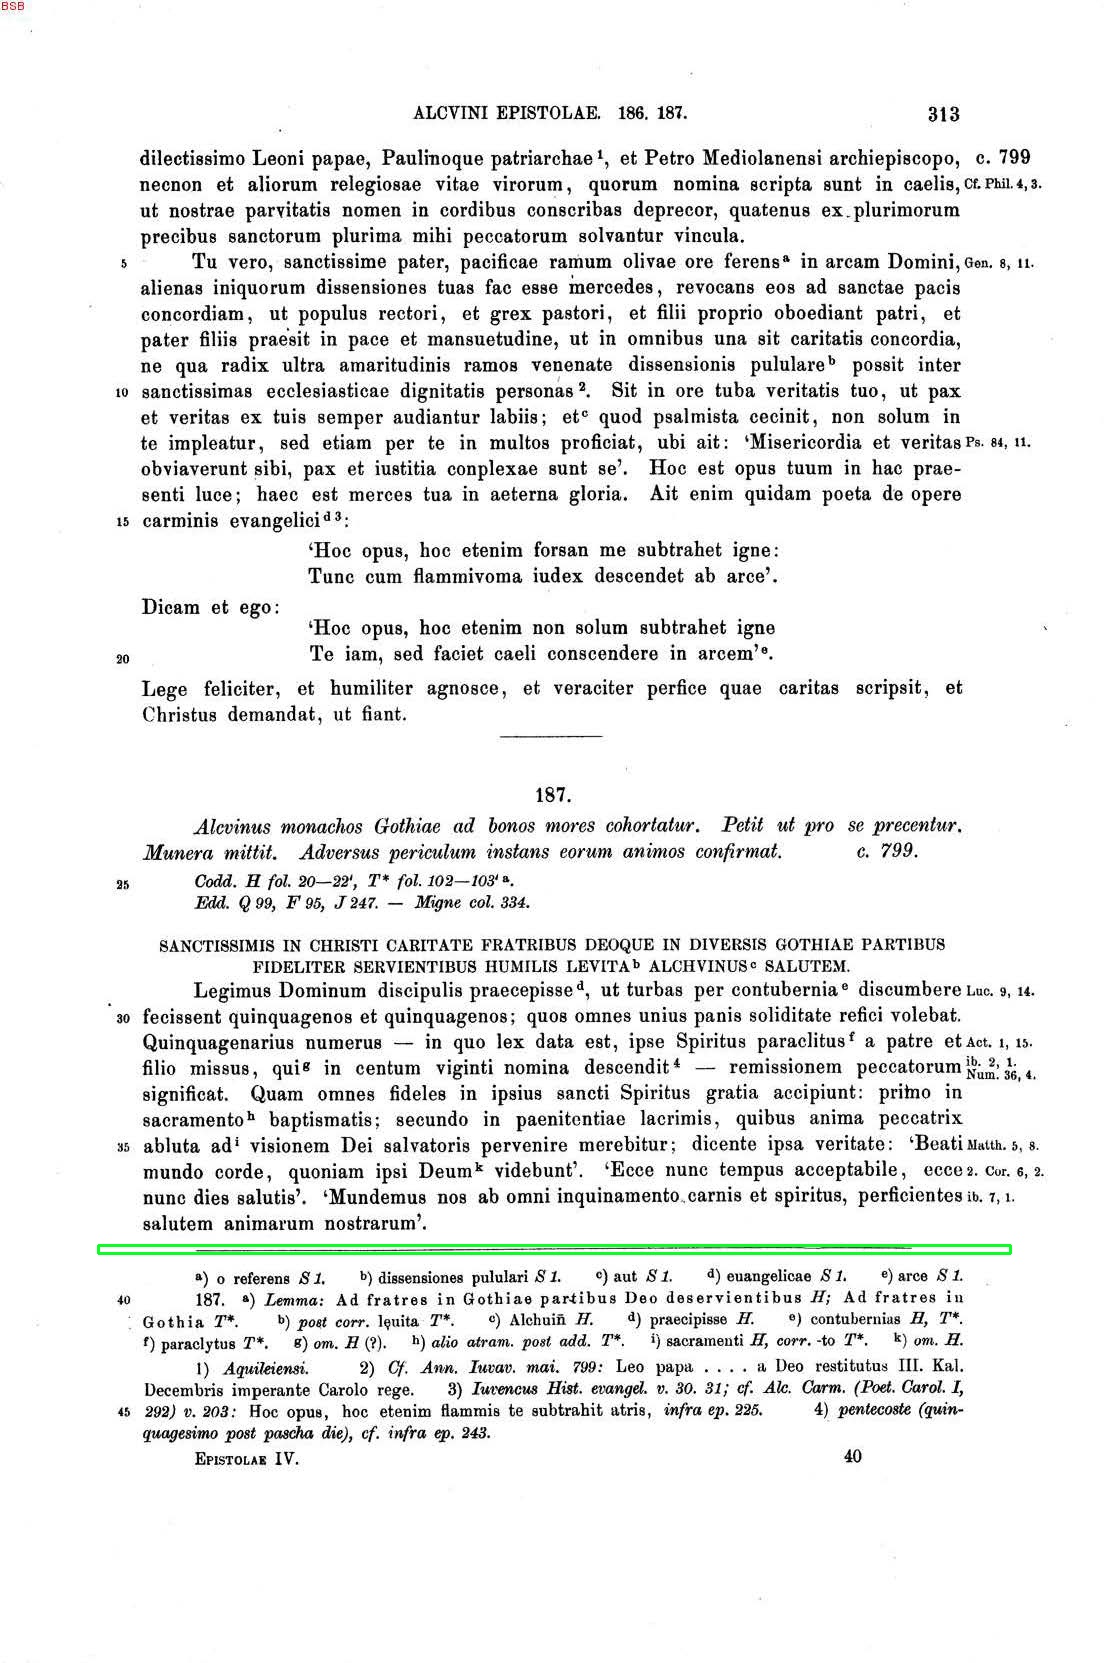 BSB
ALCVINI EPISTOLAE. 186. 187. 313
dilectissimo Leoni papae, Paulinoque patriarchae¹, et Petro Mediolanensi archiepiscopo, c. 799
necnon et aliorum relegiosae vitae virorum, quorum nomina scripta sunt in caelis, Cf. Phil. 4, 3.
ut nostrae parvitatis nomen in cordibus conscribas deprecor, quatenus ex plurimorum
precibus sanctorum plurima mihi peccatorum solvantur vincula.
5 Tu vero, sanctissime pater, pacificae ramum olivae ore ferensᵃ in arcam Domini, Gen. 8, 11.
alienas iniquorum dissensiones tuas fac esse mercedes, revocans eos ad sanctae pacis
concordiam, ut populus rectori, et grex pastori, et filii proprio oboediant patri, et
pater filiis praesit in pace et mansuetudine, ut in omnibus una sit caritatis concordia,
ne qua radix ultra amaritudinis ramos venenate dissensionis pululareᵇ possit inter
10 sanctissimas ecclesiasticae dignitatis personas². Sit in ore tuba veritatis tuo, ut pax
et veritas ex tuis semper audiantur labiis; etᶜ quod psalmista cecinit, non solum in
te impleatur, sed etiam per te in multos proficiat, ubi ait: ‘Misericordia et veritas Ps. 84, 11.
obviaverunt sibi, pax et iustitia conplexae sunt se’. Hoc est opus tuum in hac prae-
senti luce; haec est merces tua in aeterna gloria. Ait enim quidam poeta de opere
15 carminis evangeliciᵈ³:
‘Hoc opus, hoc etenim forsan me subtrahet igne:
Tunc cum flammivoma iudex descendet ab arce’.
Dicam et ego:
‘Hoc opus, hoc etenim non solum subtrahet igne
20 Te iam, sed faciet caeli conscendere in arcem’ᵉ.
Lege feliciter, et humiliter agnosce, et veraciter perfice quae caritas scripsit, et
Christus demandat, ut fiant.
187.
Alcvinus monachos Gothiae ad bonos mores cohortatur. Petit ut pro se precentur.
Munera mittit. Adversus periculum instans eorum animos confirmat. c. 799.
25 Codd. H fol. 20—22', T* fol. 102—103'ᵃ.
Edd. Q 99, F 95, J 247. — Migne col. 334.
SANCTISSIMIS IN CHRISTI CARITATE FRATRIBUS DEOQUE IN DIVERSIS GOTHIAE PARTIBUS
FIDELITER SERVIENTIBUS HUMILIS LEVITAᵇ ALCHVINUSᶜ SALUTEM.
Legimus Dominum discipulis praecepisseᵈ, ut turbas per contuberniaᵉ discumbere Luc. 9, 14.
30 fecissent quinquagenos et quinquagenos; quos omnes unius panis soliditate refici volebat.
Quinquagenarius numerus — in quo lex data est, ipse Spiritus paraclitusᶠ a patre et Act. 1, 15.
filio missus, quiᵍ in centum viginti nomina descendit⁴ — remissionem peccatorum ib. 2, 1. Num. 36, 4.
significat. Quam omnes fideles in ipsius sancti Spiritus gratia accipiunt: primo in
sacramentoʰ baptismatis; secundo in paenitentiae lacrimis, quibus anima peccatrix
35 abluta adⁱ visionem Dei salvatoris pervenire merebitur; dicente ipsa veritate: ‘Beati Matth. 5, 8.
mundo corde, quoniam ipsi Deumᵏ videbunt’. ‘Ecce nunc tempus acceptabile, ecce 2. Cor. 6, 2.
nunc dies salutis’. ‘Mundemus nos ab omni inquinamento carnis et spiritus, perficientes ib. 7, 1.
salutem animarum nostrarum’.
a) o referens S 1. b) dissensiones pululari S 1. c) aut S 1. d) euangelicae S 1. e) arce S 1.
40 187. a) Lemma: Ad fratres in Gothiae partibus Deo deservientibus H; Ad fratres in
Gothia T*. b) post corr. lęuita T*. c) Alchuiñ H. d) praecipisse H. e) contubernias H, T*.
f) paraclytus T*. g) om. H (?). h) alio atram. post add. T*. i) sacramenti H, corr. -to T*. k) om. H.
1) Aquileiensi. 2) Cf. Ann. Iuvav. mai. 799: Leo papa . . . . a Deo restitutus III. Kal.
Decembris imperante Carolo rege. 3) Iuvencus Hist. evangel. v. 30. 31; cf. Alc. Carm. (Poet. Carol. I,
45 292) v. 203: Hoc opus, hoc etenim flammis te subtrahit atris, infra ep. 225. 4) pentecoste (quin-
quagesimo post pascha die), cf. infra ep. 243.
EPISTOLAE IV. 40